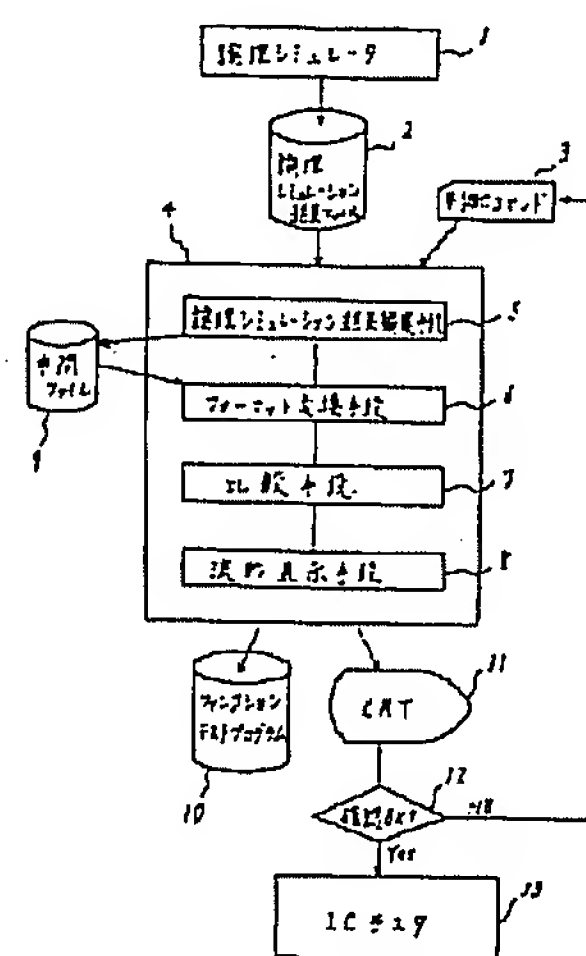 1
論理シミュレータ
2
論理
シミュレーション
結果ファイル
3
コマンド
4
論理シミュレーション結果編集手段
5
中間
ファイル
9
フォーマット変換手段
6
比較手段
7
波形表示手段
8
ファンクション
テストプログラム
10
CRT
11
確認OK?
12
NO
Yes
ICテスタ
13